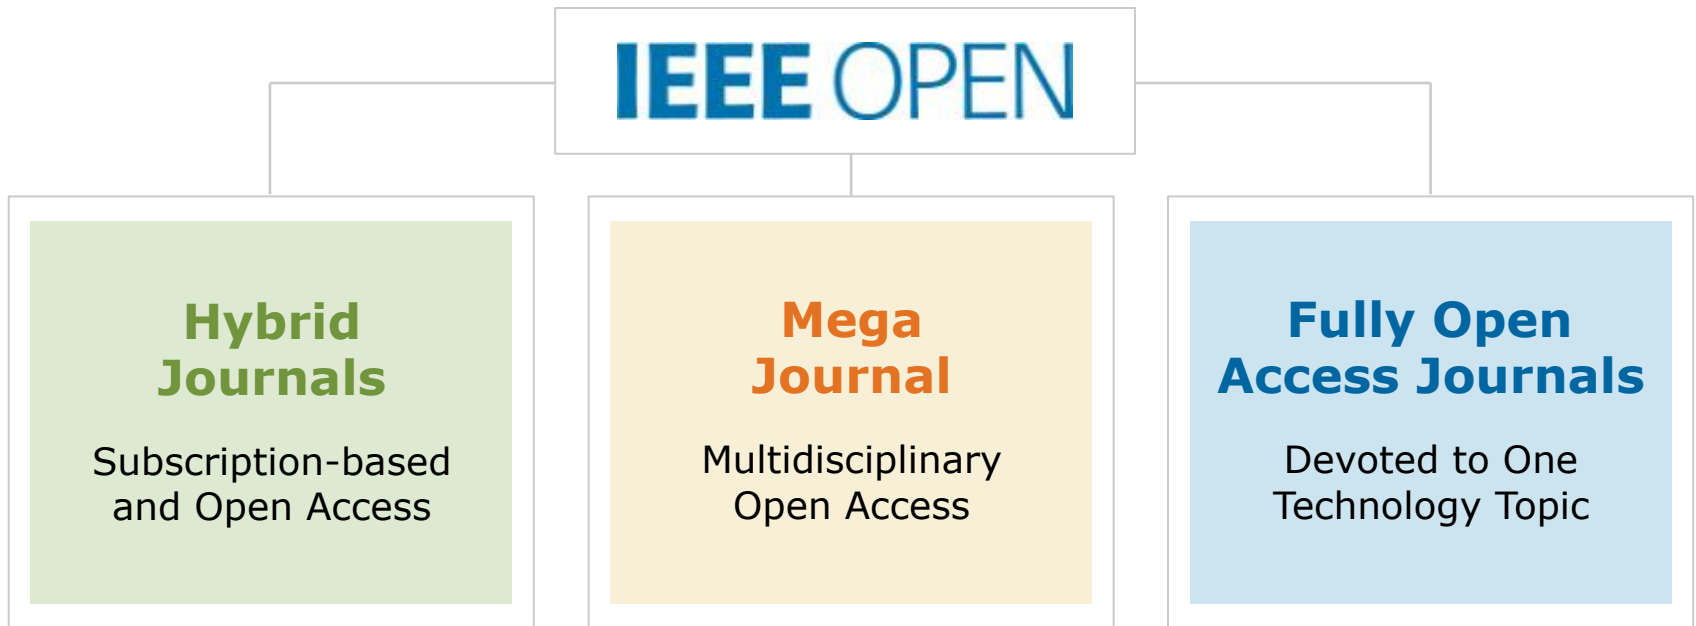 IEEE OPEN
Hybrid
Journals
Subscription-based
and Open Access
Mega
Journal
Multidisciplinary
Open Access
Fully Open
Access Journals
Devoted to One
Technology Topic